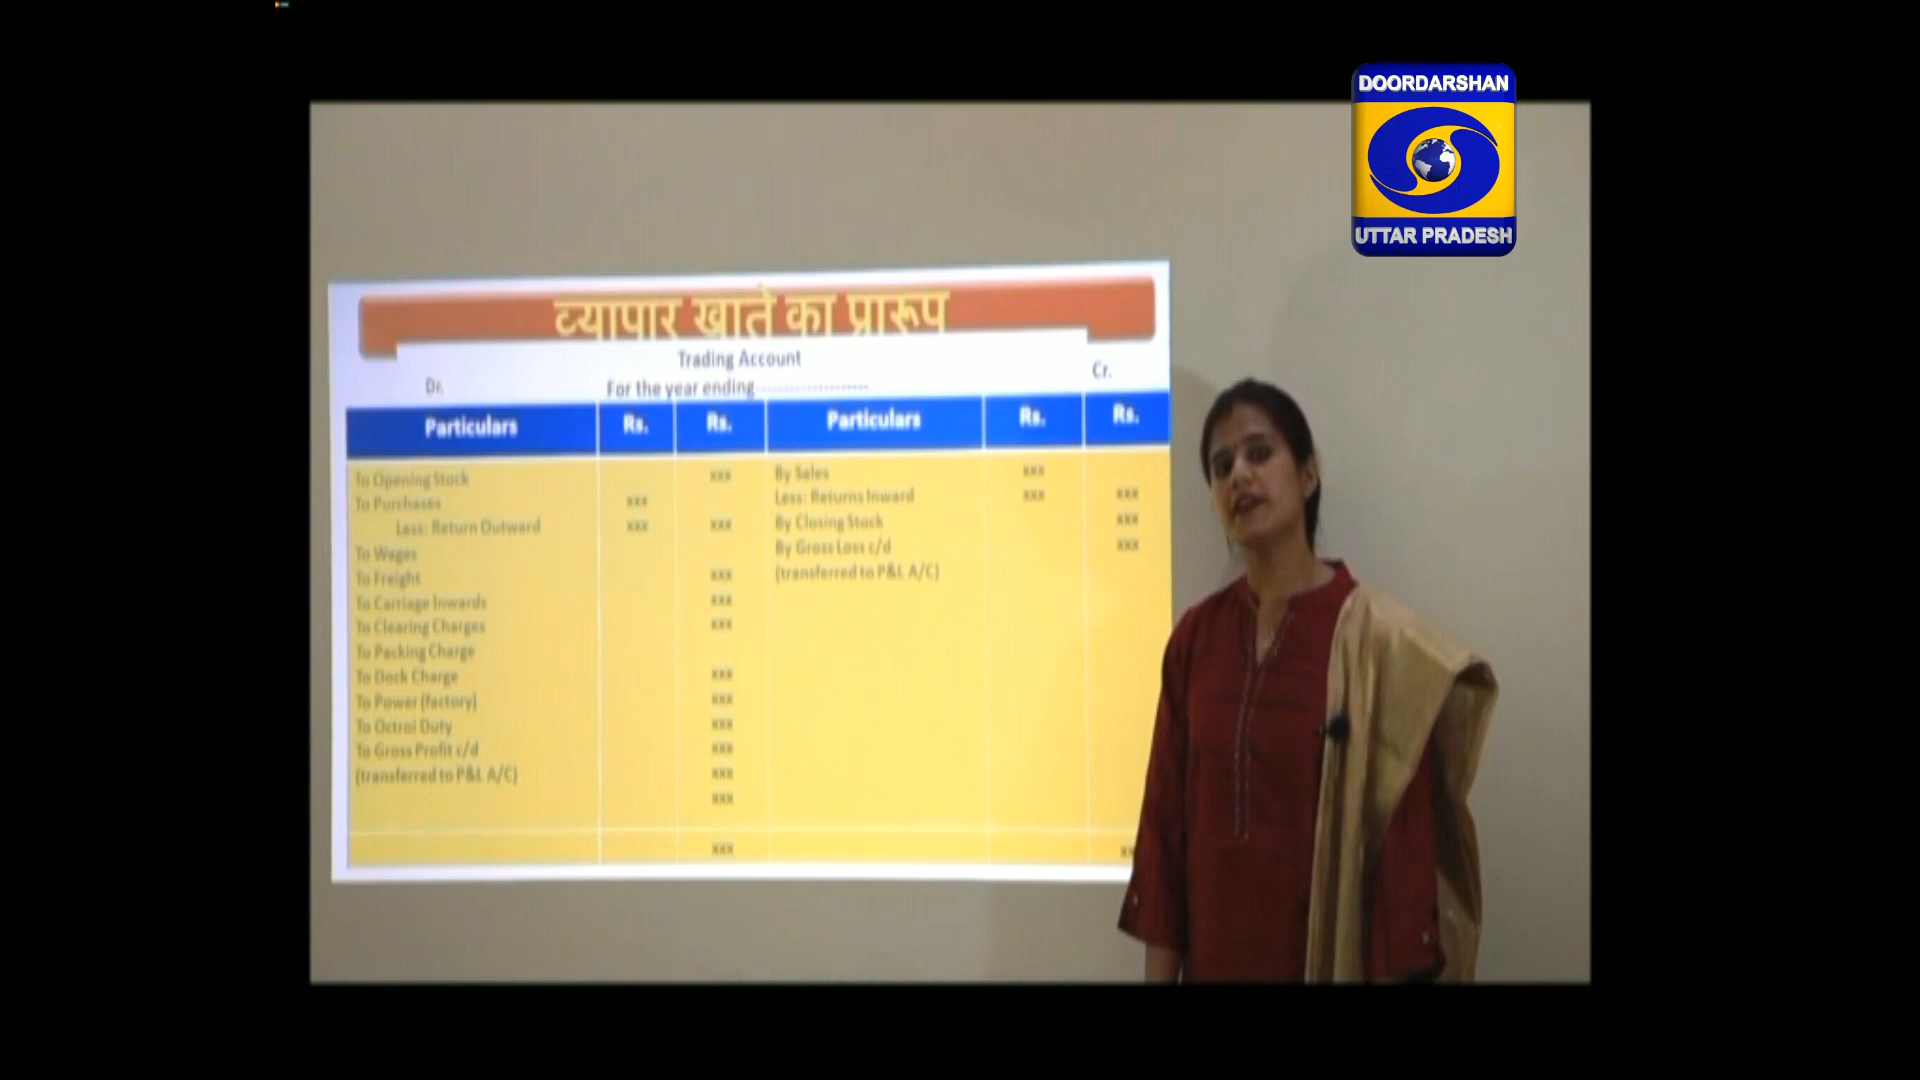 DOORDARSHAN
UTTAR PRADESH
व्यापार खाते का प्रारूप
Trading Account
Dr. For the year ending-------------------- Cr.
Particulars Rs. Rs. Particulars Rs. Rs.
To Opening Stock xxx By Sales xxx
To Purchases xxx Less: Returns Inward xxx xxx
Less: Return Outward xxx xxx By Closing Stock xxx
To Wages By Gross Loss c/d xxx
To Freight xxx (transferred to P&L A/C)
To Carriage Inwards xxx
To Clearing Charges xxx
To Packing Charge
To Dock Charge xxx
To Power (factory) xxx
To Octroi Duty xxx
To Gross Profit c/d xxx
(transferred to P&L A/C) xxx
xxx
xxx xx